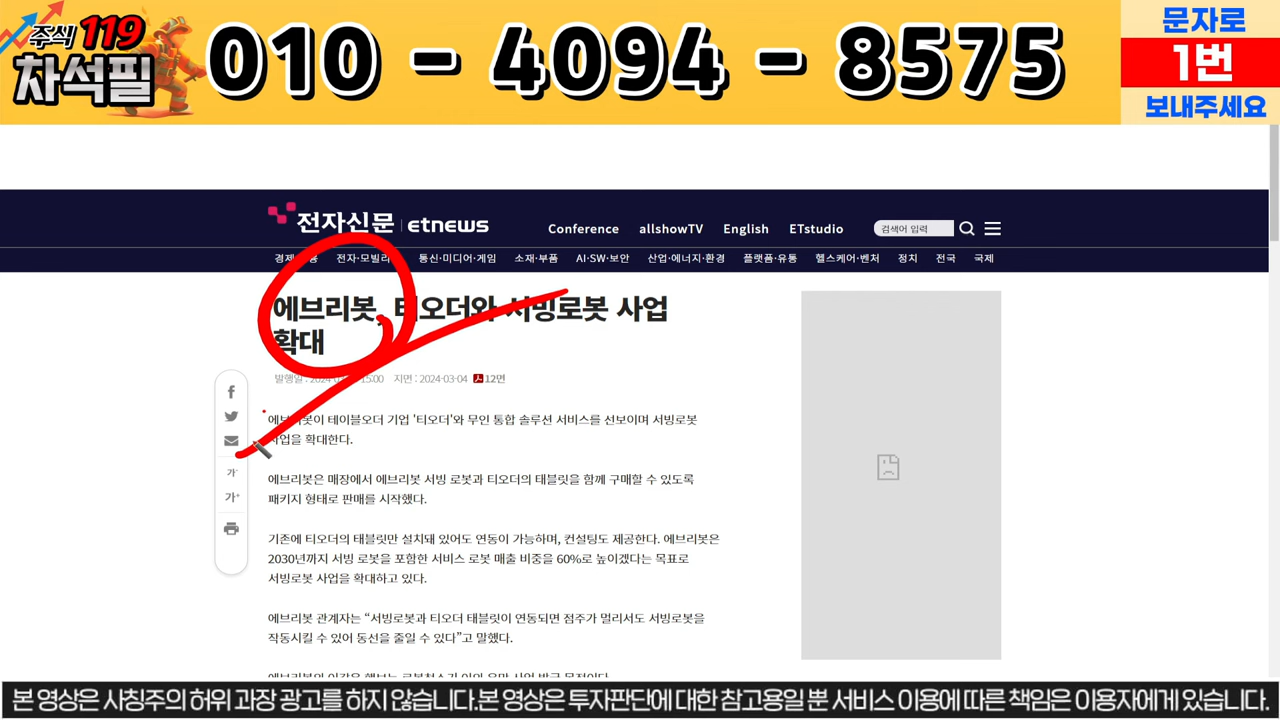 주식 119
차석필
010 - 4094 - 8575
문자로
1번
보내주세요
전자신문 | etnews
Conference allshowTV English ETstudio 검색어 입력
전자·모빌리 통신·미디어·게임 소재·부품 AI·SW·보안 산업·에너지·환경 플랫폼·유통 헬스케어·벤처 정치 전국 국제
에브리봇, 티오더와 서빙로봇 사업
확대
발행일 : 15:00 지면 : 2024-03-04 12면
에브리봇이 테이블오더 기업 '티오더'와 무인 통합 솔루션 서비스를 선보이며 서빙로봇
사업을 확대한다.
에브리봇은 매장에서 에브리봇 서빙 로봇과 티오더의 태블릿을 함께 구매할 수 있도록
패키지 형태로 판매를 시작했다.
기존에 티오더의 태블릿만 설치돼 있어도 연동이 가능하며, 컨설팅도 제공한다. 에브리봇은
2030년까지 서빙 로봇을 포함한 서비스 로봇 매출 비중을 60%로 높이겠다는 목표로
서빙로봇 사업을 확대하고 있다.
에브리봇 관계자는 “서빙로봇과 티오더 태블릿이 연동되면 점주가 멀리서도 서빙로봇을
작동시킬 수 있어 동선을 줄일 수 있다”고 말했다.
가-
가+
본 영상은 사칭주의 허위 과장 광고를 하지 않습니다.본 영상은 투자판단에 대한 참고용일 뿐 서비스 이용에 따른 책임은 이용자에게 있습니다.